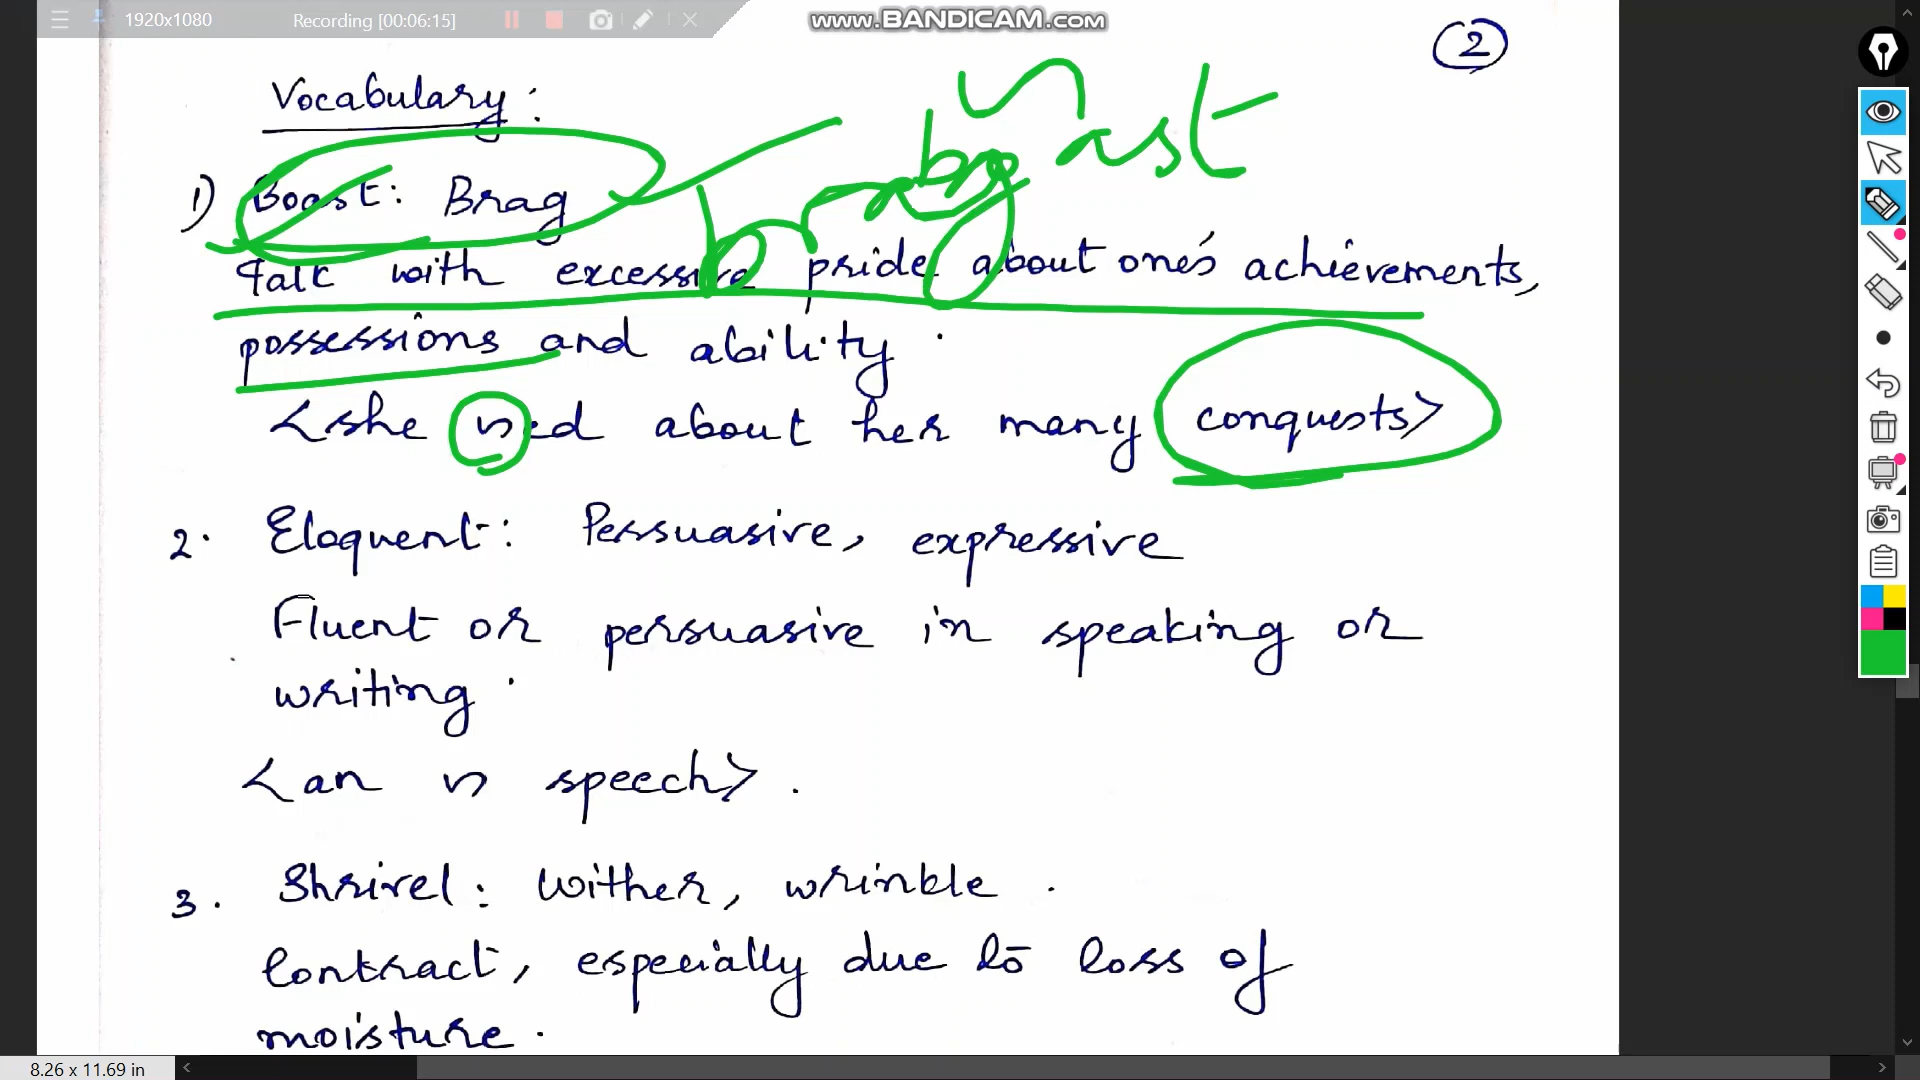 1920x1080
Recording [00:06:15]
www.BANDICAM.com
2
Vocabulary:
boast
brag
1) Boast: Brag
talk with excessive pride about one's achievements,
possessions and ability.
<she ∽ed about her many conquests>
2. Eloquent: Persuasive, expressive
Fluent or persuasive in speaking or
writing.
<an ∽ speech>.
3. Shrivel: Wither, wrinkle.
Contract, especially due to loss of
moisture.
8.26 x 11.69 in